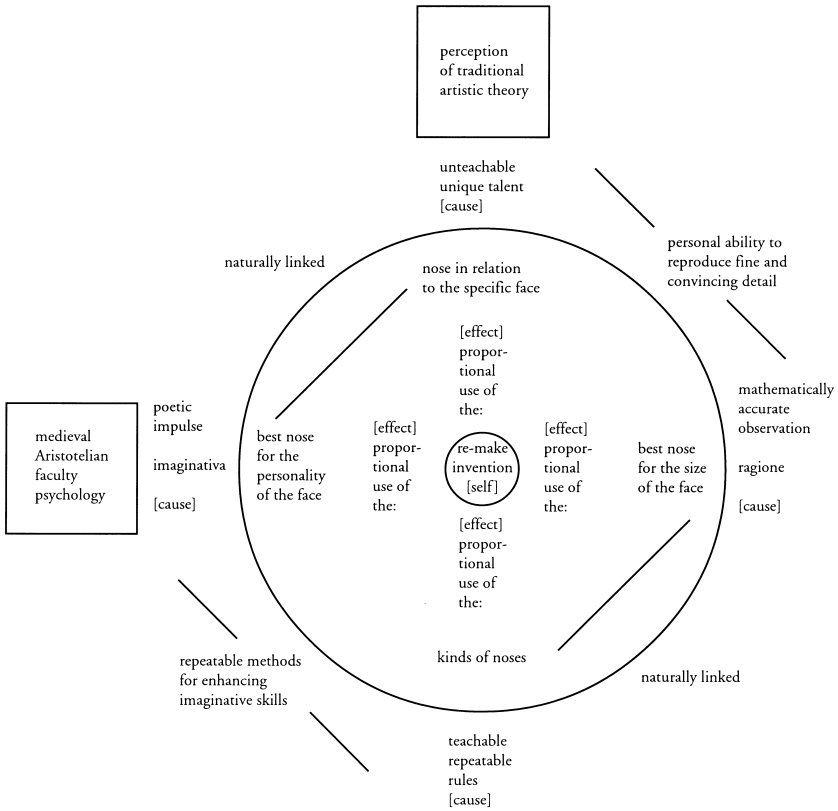 perception
of traditional
artistic theory
unteachable
unique talent
[cause]
personal ability to
reproduce fine and
convincing detail
naturally linked
nose in relation
to the specific face
[effect]
propor-
tional
use of
the:
medieval
Aristotelian
faculty
psychology
poetic
impulse
imaginativa
[cause]
best nose
for the
personality
of the face
[effect]
propor-
tional
use of
the:
re-make
invention
[self]
[effect]
propor-
tional
use of
the:
best nose
for the size
of the face
mathematically
accurate
observation
ragione
[cause]
[effect]
propor-
tional
use of
the:
kinds of noses
repeatable methods
for enhancing
imaginative skills
naturally linked
teachable
repeatable
rules
[cause]